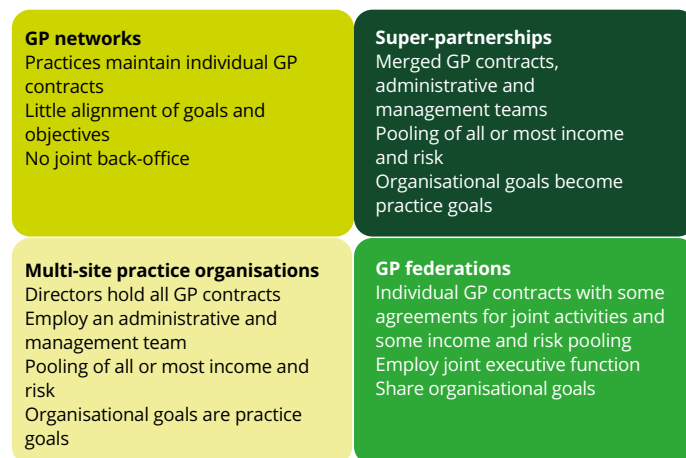 GP networks
Practices maintain individual GP
contracts
Little alignment of goals and
objectives
No joint back-office
Super-partnerships
Merged GP contracts,
administrative and
management teams
Pooling of all or most income
and risk
Organisational goals become
practice goals
Multi-site practice organisations
Directors hold all GP contracts
Employ an administrative and
management team
Pooling of all or most income and
risk
Organisational goals are practice
goals
GP federations
Individual GP contracts with some
agreements for joint activities and
some income and risk pooling
Employ joint executive function
Share organisational goals